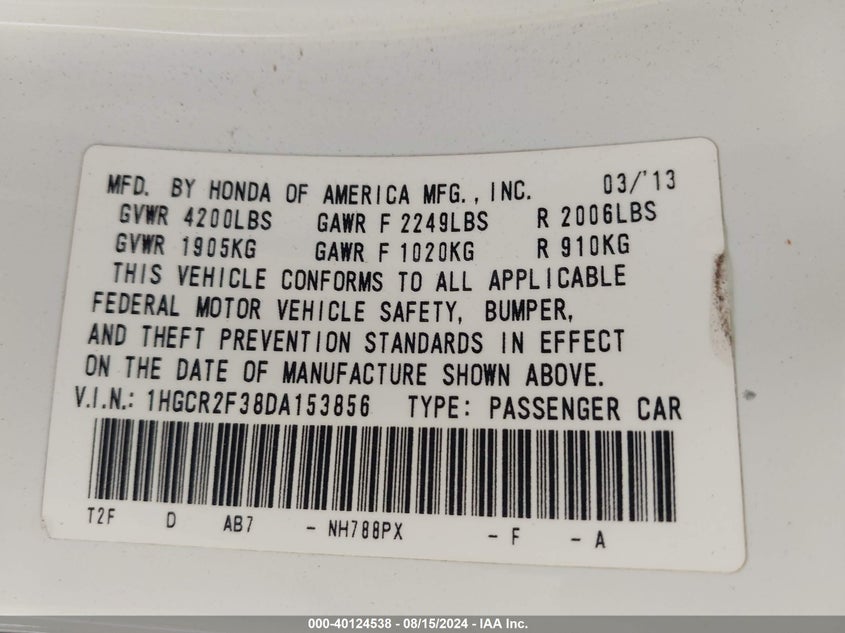 MFD. BY HONDA OF AMERICA MFG., INC. 03/'13
GVWR 4200LBS GAWR F 2249LBS R 2006LBS
GVWR 1905KG GAWR F 1020KG R 910KG
THIS VEHICLE CONFORMS TO ALL APPLICABLE
FEDERAL MOTOR VEHICLE SAFETY, BUMPER,
AND THEFT PREVENTION STANDARDS IN EFFECT
ON THE DATE OF MANUFACTURE SHOWN ABOVE.
V.I.N.: 1HGCR2F38DA153856 TYPE: PASSENGER CAR
T2F D AB7 - NH788PX - F - A
000-40124538 - 08/15/2024 - IAA Inc.